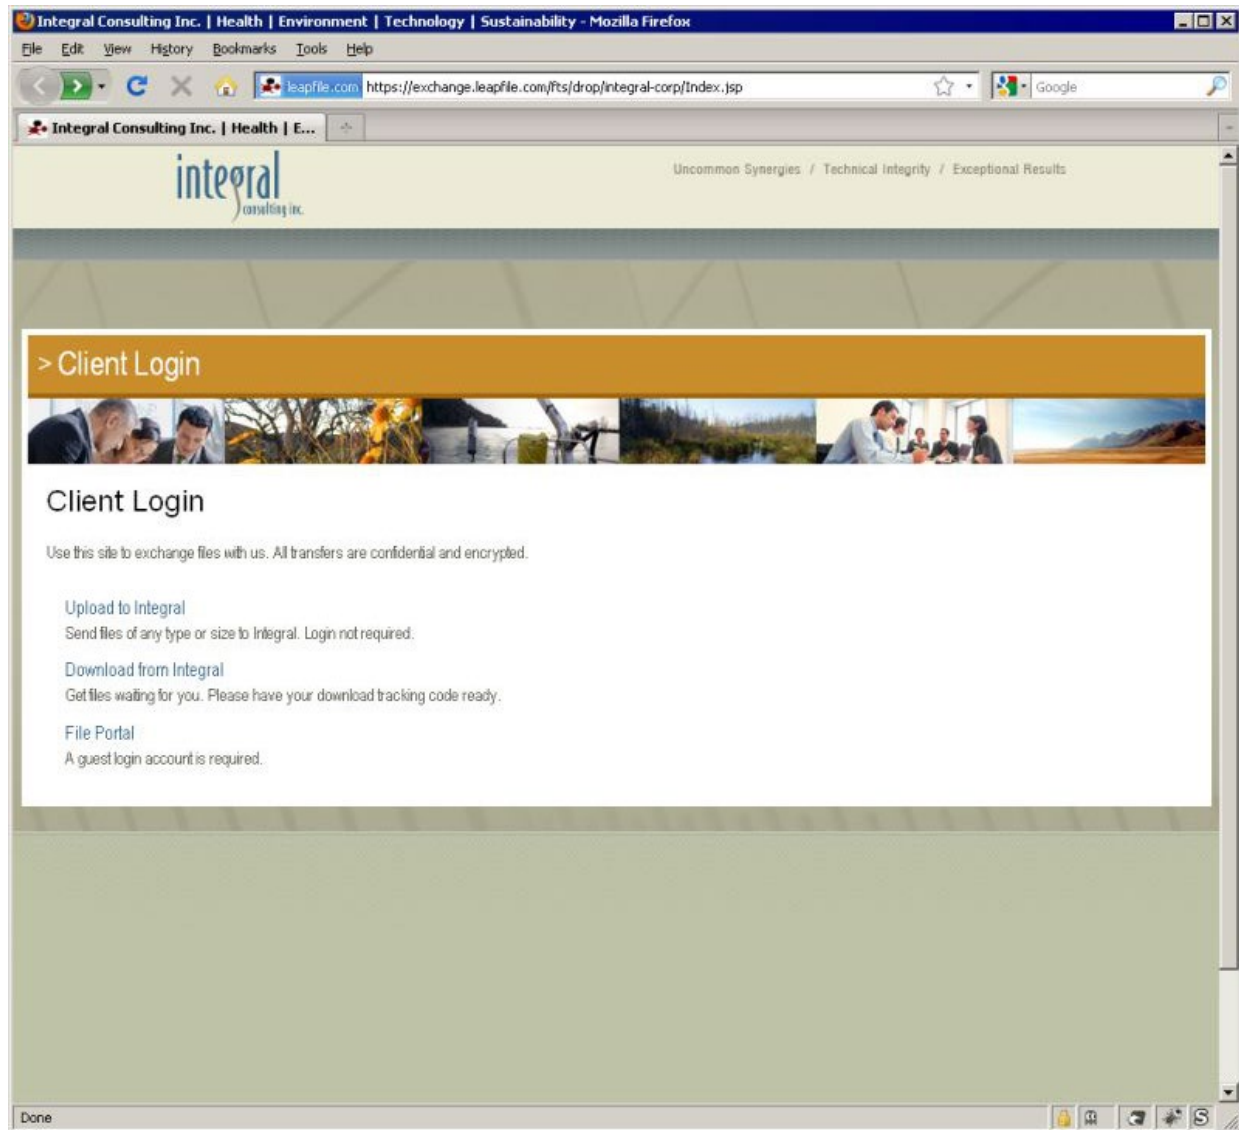 Integral Consulting Inc. | Health | Environment | Technology | Sustainability - Mozilla Firefox
File Edit View History Bookmarks Tools Help
leapfile.com https://exchange.leapfile.com/fts/drop/integral-corp/Index.jsp Google
Integral Consulting Inc. | Health | E...
integral
consulting inc.
Uncommon Synergies / Technical Integrity / Exceptional Results
> Client Login
Client Login
Use this site to exchange files with us. All transfers are confidential and encrypted.
Upload to Integral
Send files of any type or size to Integral. Login not required.
Download from Integral
Get files waiting for you. Please have your download tracking code ready.
File Portal
A guest login account is required.
Done